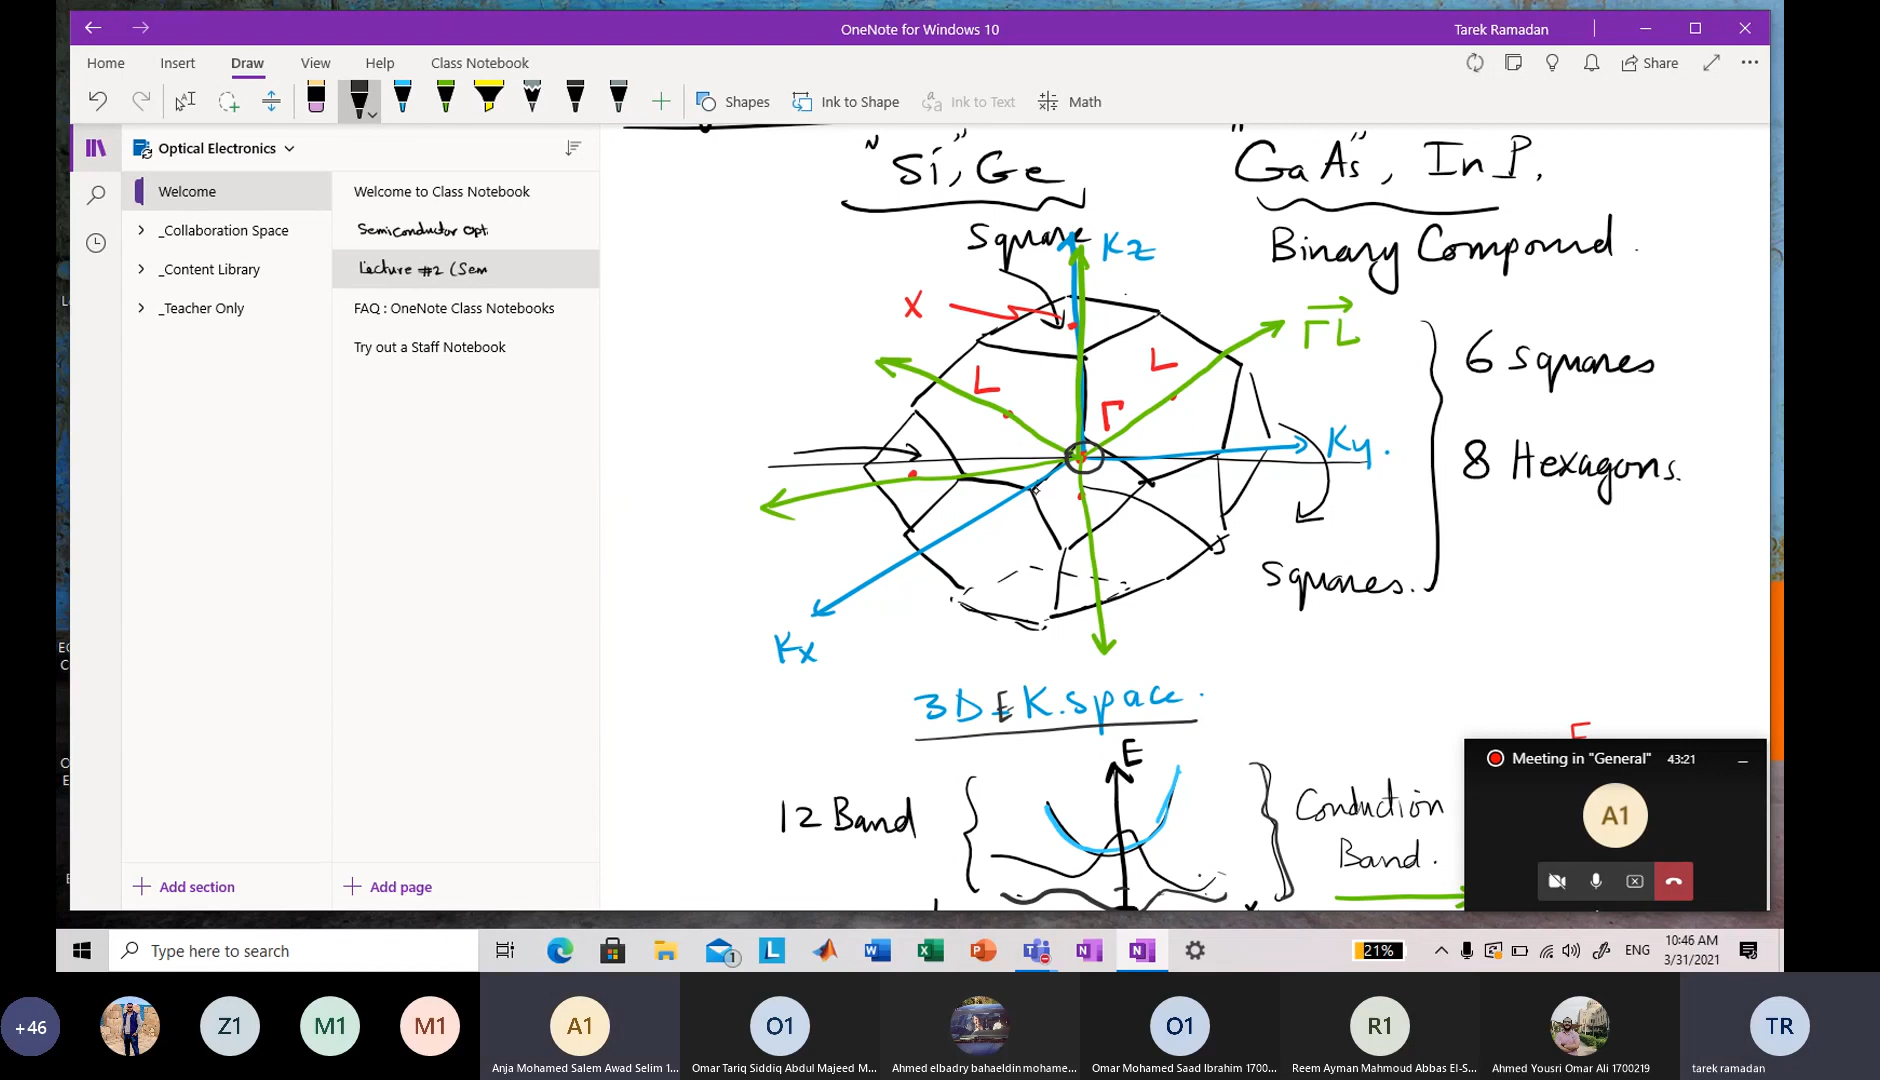 OneNote for Windows 10
Tarek Ramadan
Home Insert Draw View Help Class Notebook
Share
Shapes Ink to Shape Ink to Text Math
Optical Electronics
Welcome
_Collaboration Space
_Content Library
_Teacher Only
Welcome to Class Notebook
Semiconductor Opt.
Lecture #2 (Sem
FAQ : OneNote Class Notebooks
Try out a Staff Notebook
Add section
Add page
"Si", Ge
"GaAs", InP.
Binary Compound.
Square
Kz
X
L
L
Γ
ΓL
Ky.
Kx
6 squares
8 Hexagons.
squares.
3D E K.space.
E
12 Band
Conduction
Band.
E
Meeting in "General" 43:21
A1
Type here to search
1
21%
ENG
10:46 AM
3/31/2021
+46
Z1
M1
M1
A1
O1
O1
R1
TR
Anja Mohamed Salem Awad Selim 1...
Omar Tariq Siddiq Abdul Majeed M...
Ahmed elbadry bahaeldin mohame...
Omar Mohamed Saad Ibrahim 1700...
Reem Ayman Mahmoud Abbas El-S...
Ahmed Yousri Omar Ali 1700219
tarek ramadan